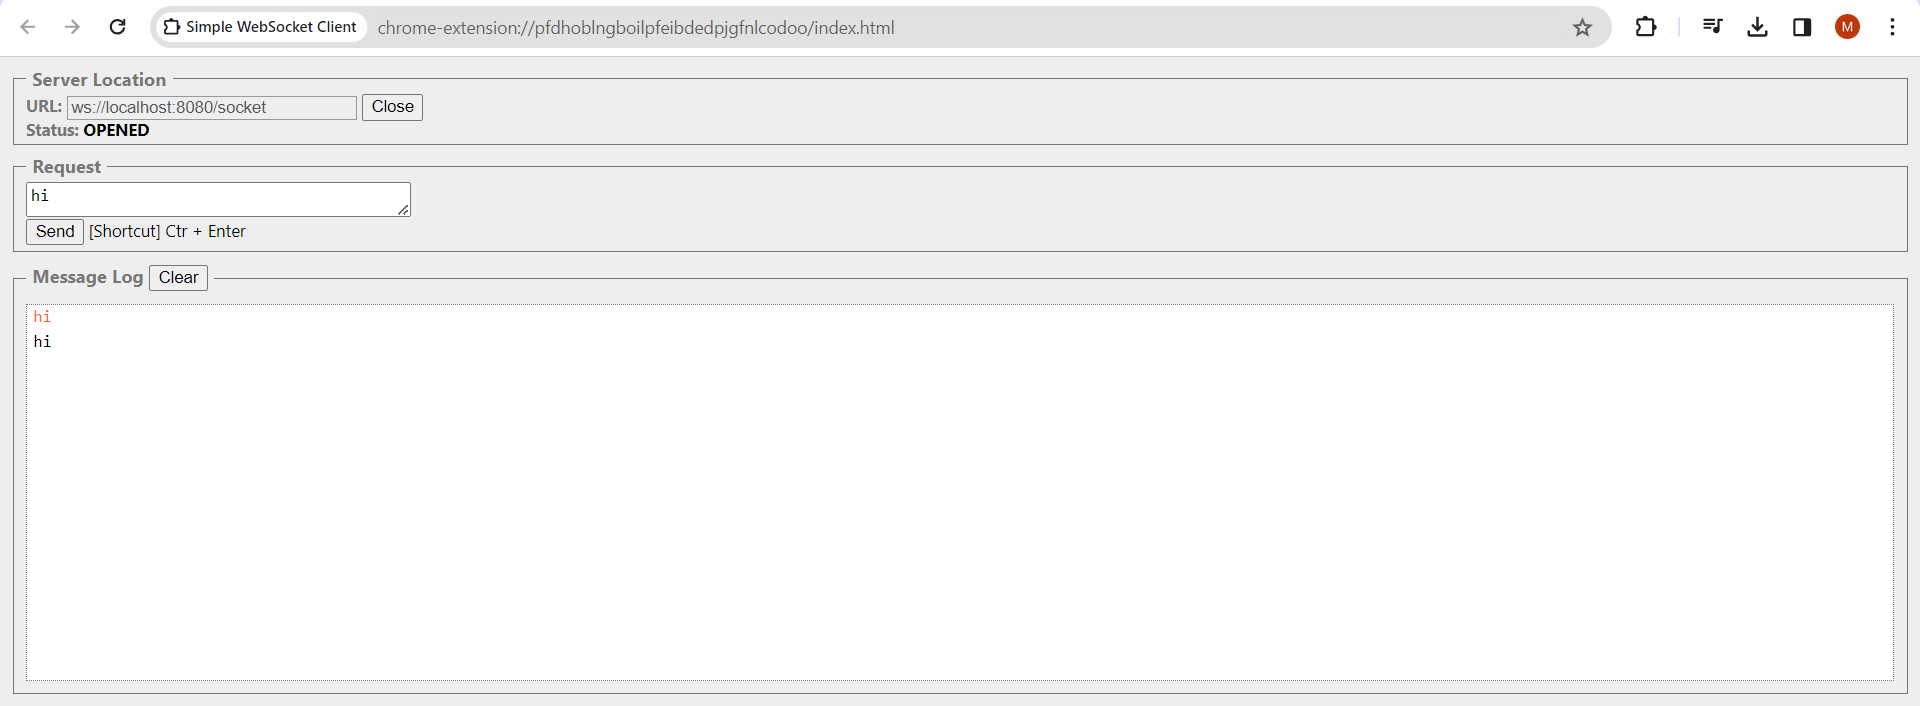 Simple WebSocket Client chrome-extension://pfdhoblngboilpfeibdedpjgfnlcodoo/index.html M
Server Location
URL: ws://localhost:8080/socket Close
Status: OPENED
Request
hi
Send [Shortcut] Ctr + Enter
Message Log Clear
hi
hi